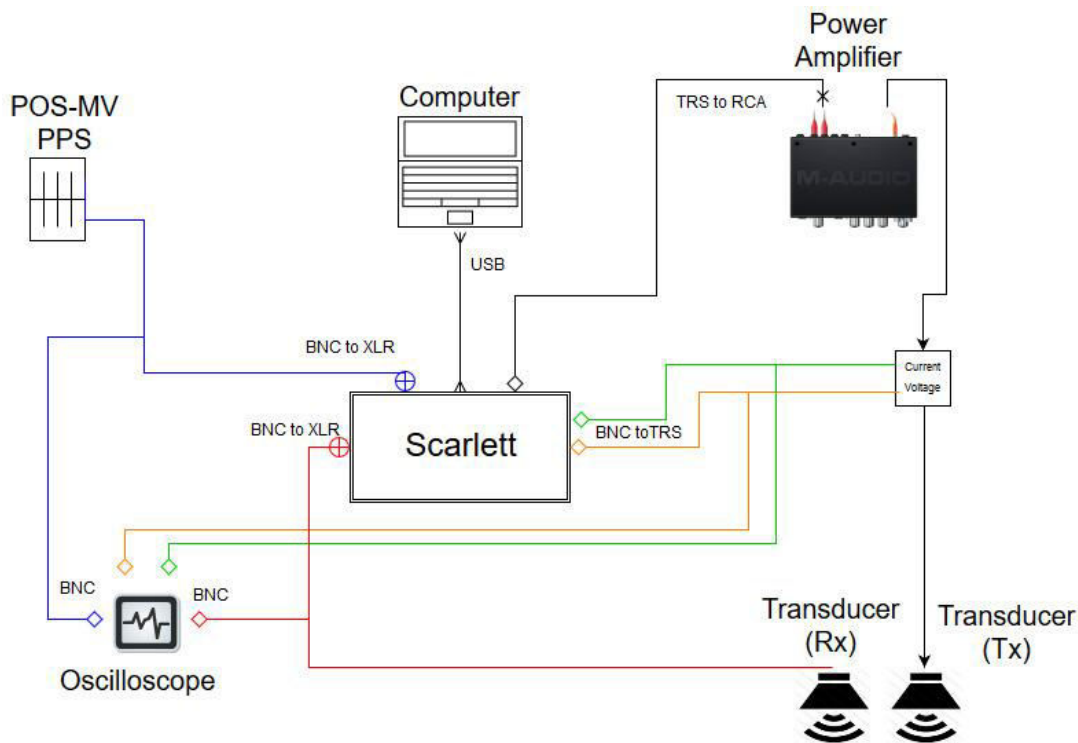 Power
Amplifier
POS-MV
PPS
Computer
TRS to RCA
M-AUDIO
USB
BNC to XLR
Current
Voltage
BNC to XLR
Scarlett
BNC toTRS
BNC
BNC
Oscilloscope
Transducer
(Rx)
Transducer
(Tx)